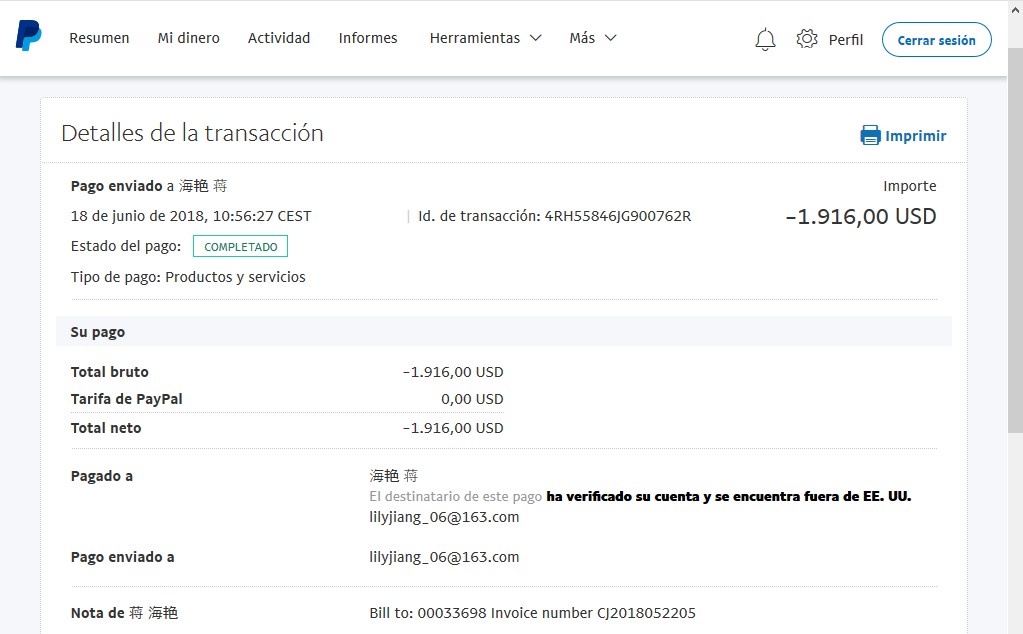 Resumen Mi dinero Actividad Informes Herramientas Más Perfil Cerrar sesión
Detalles de la transacción Imprimir
Pago enviado a 海艳 蒋 Importe
18 de junio de 2018, 10:56:27 CEST | Id. de transacción: 4RH55846JG900762R −1.916,00 USD
Estado del pago: COMPLETADO
Tipo de pago: Productos y servicios
Su pago
Total bruto −1.916,00 USD
Tarifa de PayPal 0,00 USD
Total neto −1.916,00 USD
Pagado a 海艳 蒋
El destinatario de este pago ha verificado su cuenta y se encuentra fuera de EE. UU.
lilyjiang_06@163.com
Pago enviado a lilyjiang_06@163.com
Nota de 蒋 海艳 Bill to: 00033698 Invoice number CJ2018052205